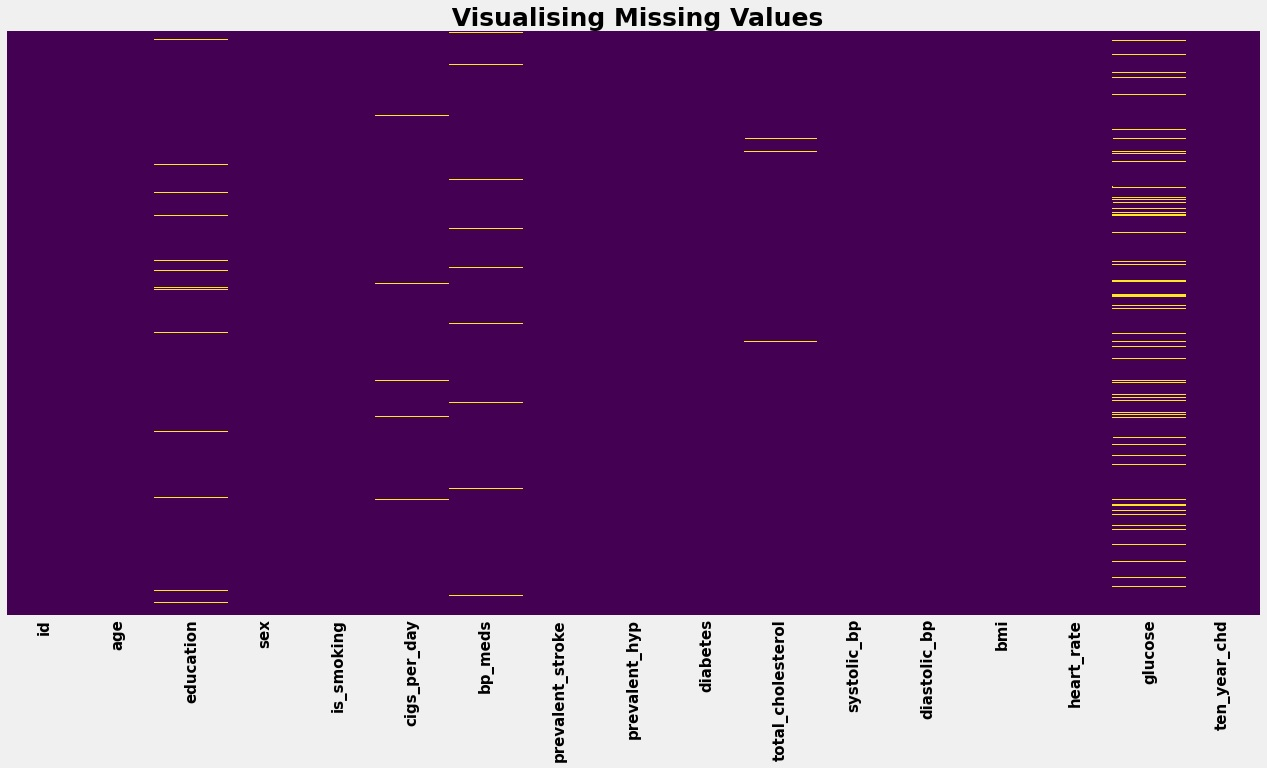 Visualising Missing Values
id
age
education
sex
is_smoking
cigs_per_day
bp_meds
prevalent_stroke
prevalent_hyp
diabetes
total_cholesterol
systolic_bp
diastolic_bp
bmi
heart_rate
glucose
ten_year_chd